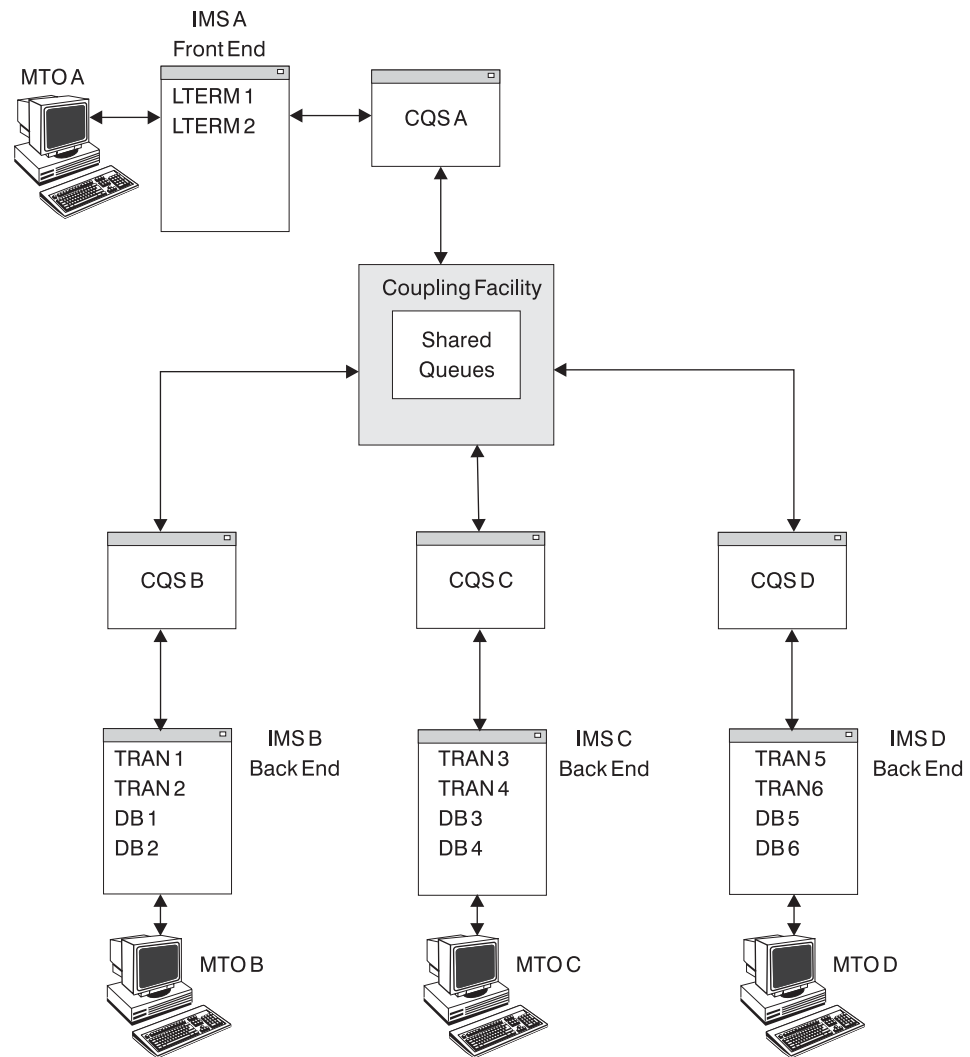 IMS A
Front End
MTO A
LTERM 1
LTERM 2
CQS A
Coupling Facility
Shared
Queues
CQS B
CQS C
CQS D
TRAN 1
TRAN 2
DB 1
DB 2
IMS B
Back End
TRAN 3
TRAN 4
DB 3
DB 4
IMS C
Back End
TRAN 5
TRAN6
DB 5
DB 6
IMS D
Back End
MTO B
MTO C
MTO D